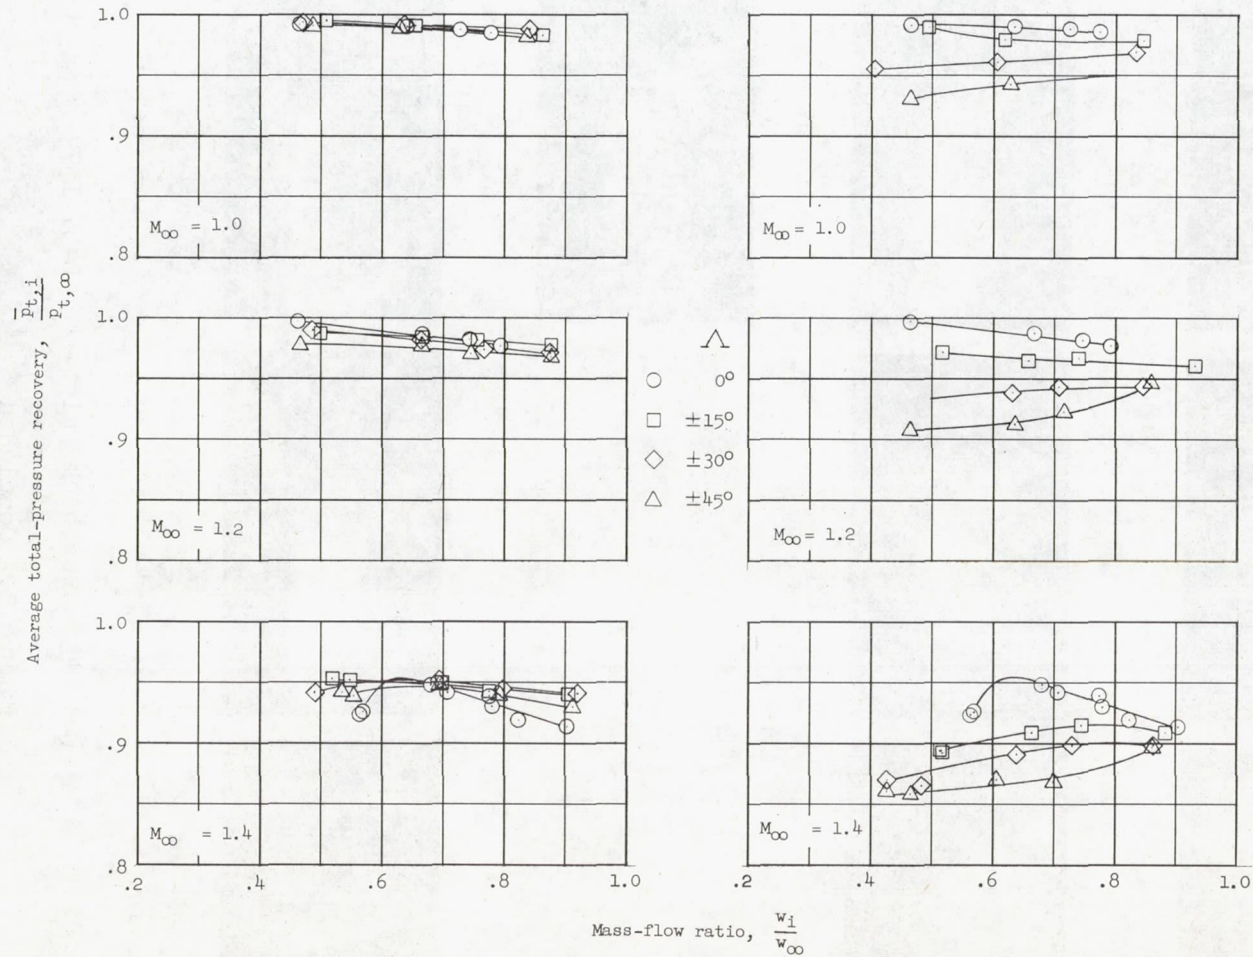 1.0
.9
M∞ = 1.0
.8
M∞ = 1.0
1.0
.9
M∞ = 1.2
.8
M∞ = 1.2
Λ
0°
±15°
±30°
±45°
1.0
.9
M∞ = 1.4
.8
M∞ = 1.4
.2 .4 .6 .8 1.0
.2 .4 .6 .8 1.0
Average total-pressure recovery, p̄t,i / pt,∞
Mass-flow ratio, wi / w∞